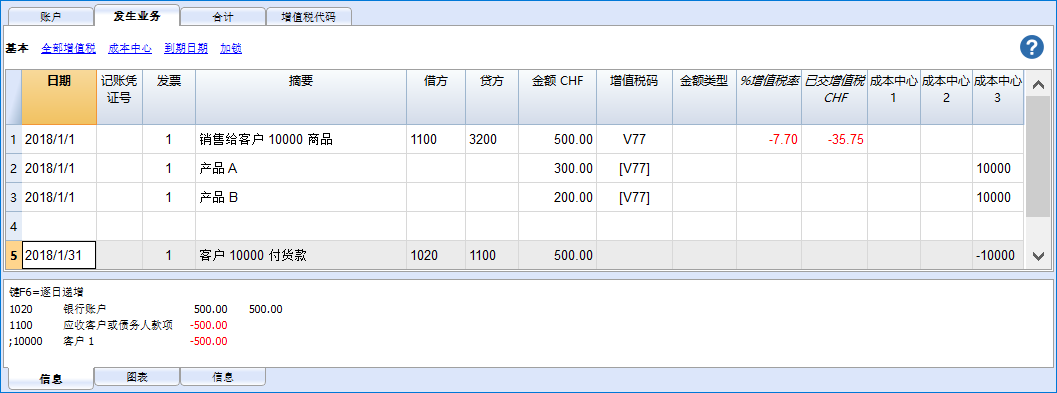 账户 发生业务 合计 增值税代码
基本 全部增值税 成本中心 到期日期 加锁 ?
日期 记账凭证号 发票 摘要 借方 贷方 金额 CHF 增值税码 金额类型 %增值税率 已交增值税 CHF 成本中心 1 成本中心 2 成本中心 3
1 2018/1/1 1 销售给客户 10000 商品 1100 3200 500.00 V77 -7.70 -35.75
2 2018/1/1 1 产品 A 300.00 [V77] 10000
3 2018/1/1 1 产品 B 200.00 [V77] 10000
4
5 2018/1/31 1 客户 10000 付货款 1020 1100 500.00 -10000
键F6=逐日递增
1020 银行账户 500.00 500.00
1100 应收客户或债务人款项 -500.00
;10000 客户 1 -500.00
信息 图表 信息